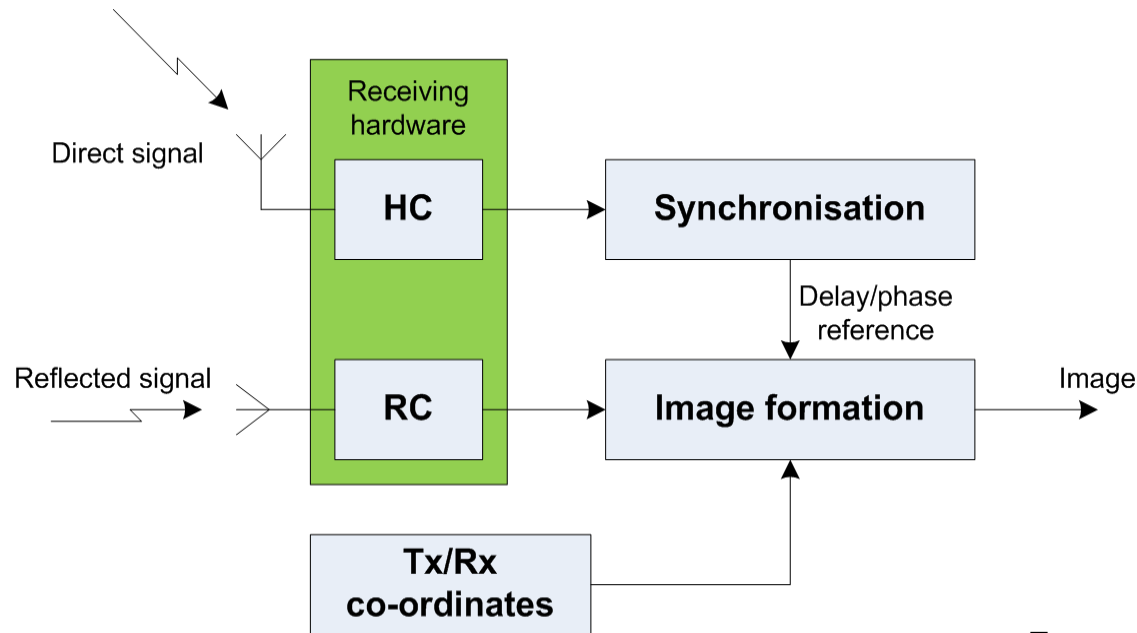 Receiving
hardware
Direct signal
HC
Synchronisation
Delay/phase
reference
Reflected signal
RC
Image formation
Image
Tx/Rx
co-ordinates